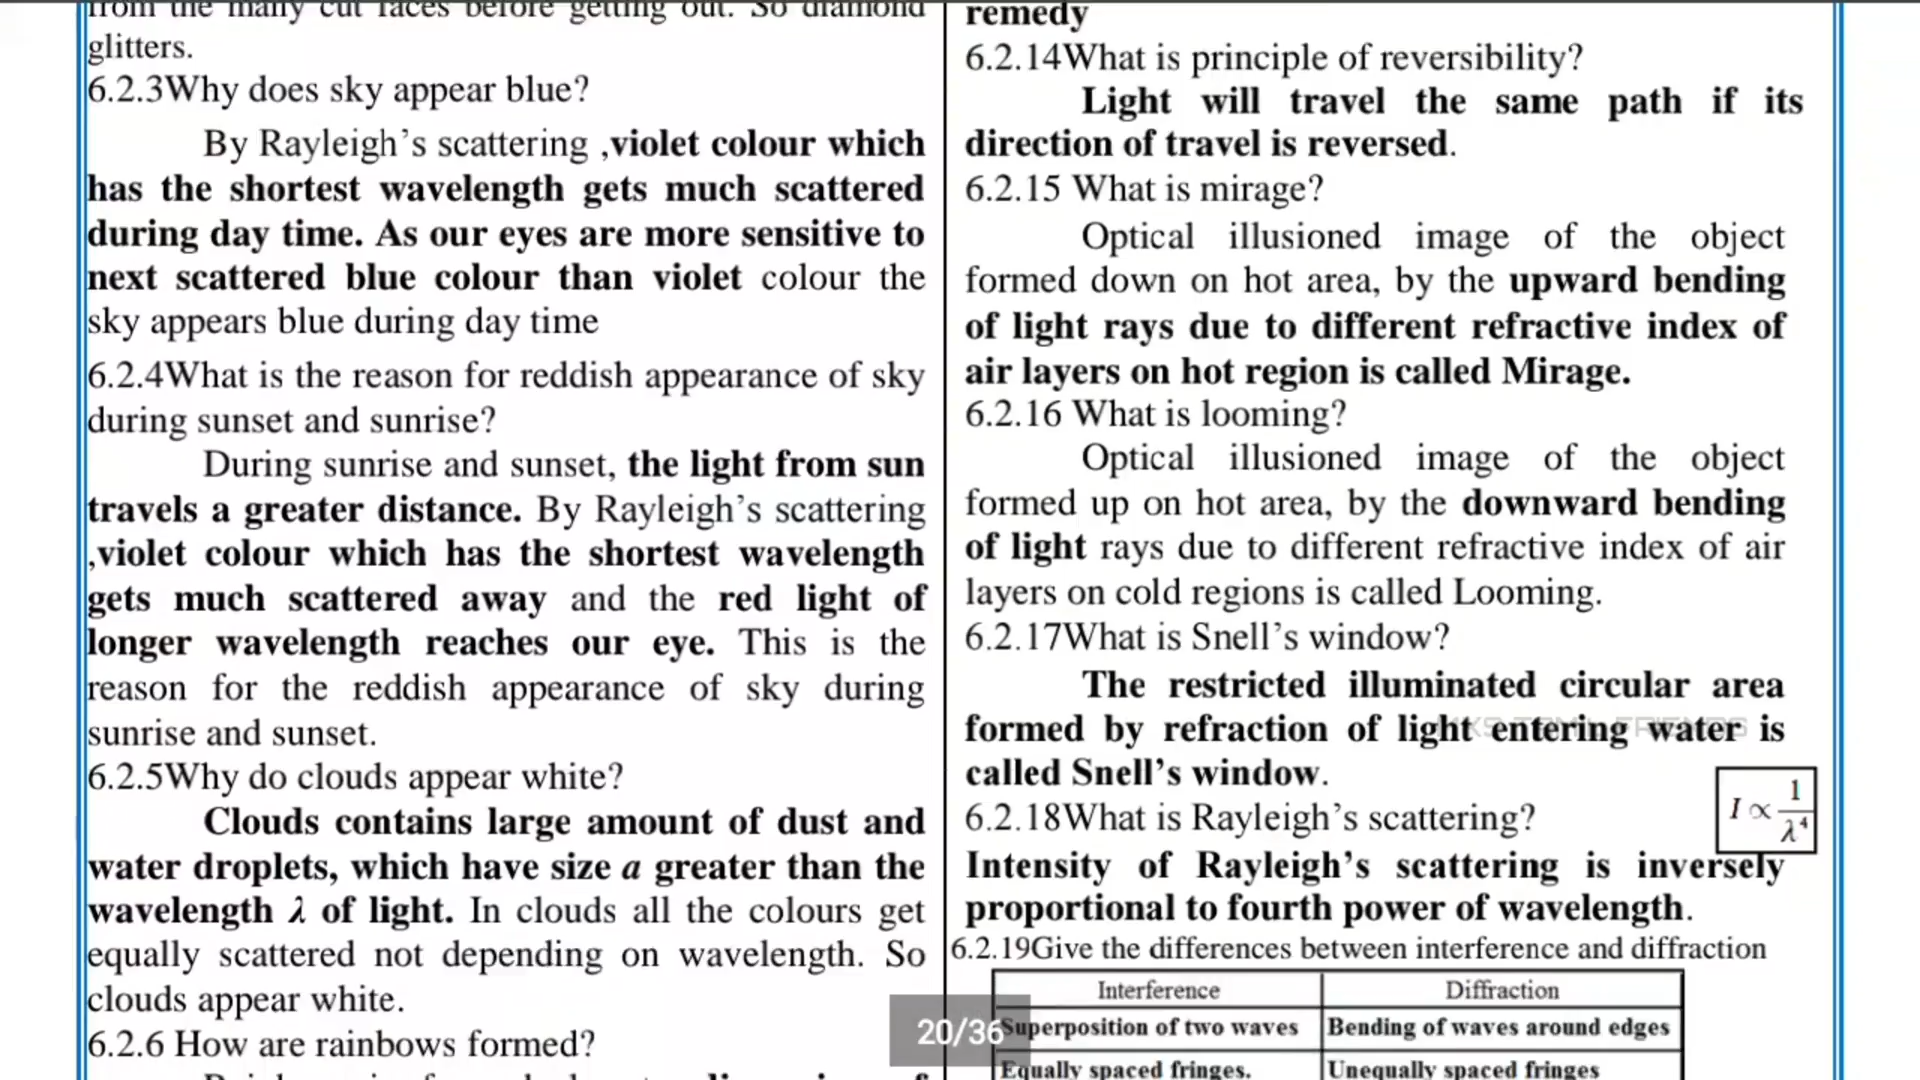 from the many cut faces before getting out. So diamond
glitters.
6.2.3Why does sky appear blue?
By Rayleigh's scattering ,violet colour which
has the shortest wavelength gets much scattered
during day time. As our eyes are more sensitive to
next scattered blue colour than violet colour the
sky appears blue during day time
6.2.4What is the reason for reddish appearance of sky
during sunset and sunrise?
During sunrise and sunset, the light from sun
travels a greater distance. By Rayleigh's scattering
,violet colour which has the shortest wavelength
gets much scattered away and the red light of
longer wavelength reaches our eye. This is the
reason for the reddish appearance of sky during
sunrise and sunset.
6.2.5Why do clouds appear white?
Clouds contains large amount of dust and
water droplets, which have size a greater than the
wavelength λ of light. In clouds all the colours get
equally scattered not depending on wavelength. So
clouds appear white.
6.2.6 How are rainbows formed?
remedy
6.2.14What is principle of reversibility?
Light will travel the same path if its
direction of travel is reversed.
6.2.15 What is mirage?
Optical illusioned image of the object
formed down on hot area, by the upward bending
of light rays due to different refractive index of
air layers on hot region is called Mirage.
6.2.16 What is looming?
Optical illusioned image of the object
formed up on hot area, by the downward bending
of light rays due to different refractive index of air
layers on cold regions is called Looming.
6.2.17What is Snell's window?
The restricted illuminated circular area
formed by refraction of light entering water is
called Snell's window.
6.2.18What is Rayleigh's scattering?
I ∝ 1/λ⁴
Intensity of Rayleigh's scattering is inversely
proportional to fourth power of wavelength.
6.2.19Give the differences between interference and diffraction
Interference Diffraction
Superposition of two waves Bending of waves around edges
Equally spaced fringes. Unequally spaced fringes
20/36